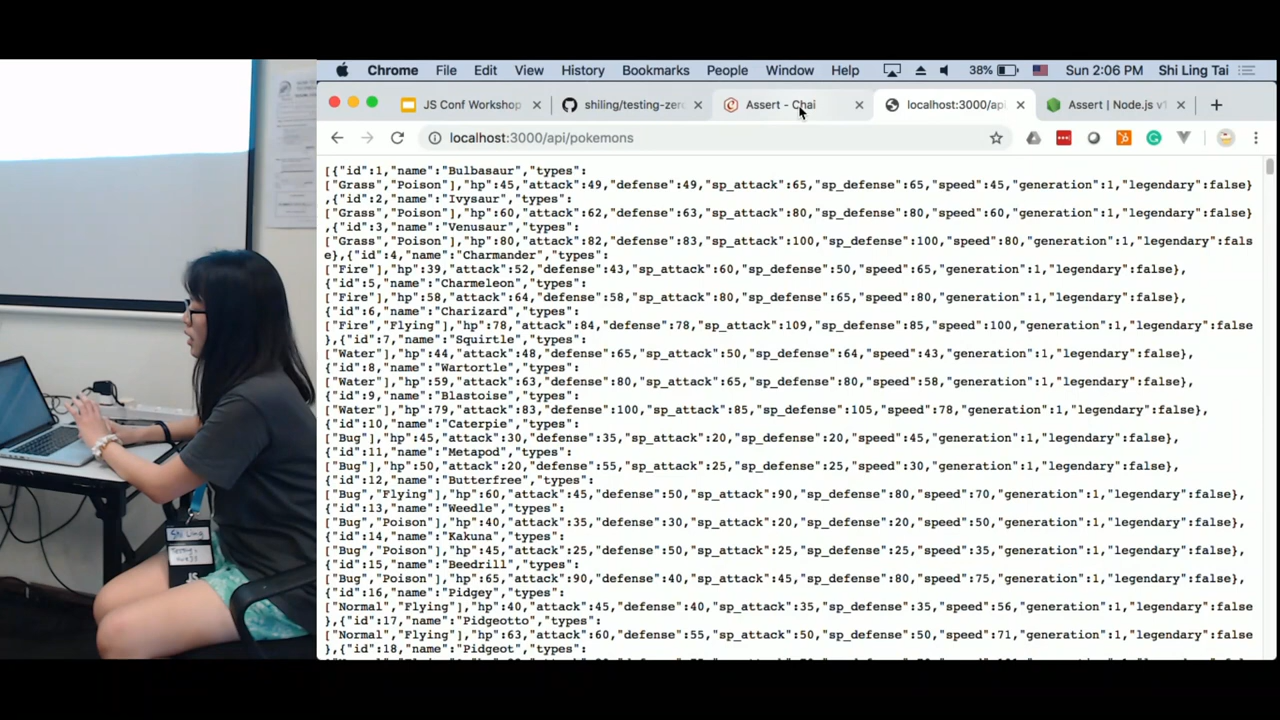 Chrome File Edit View History Bookmarks People Window Help 38% Sun 2:06 PM Shi Ling Tai
JS Conf Workshop shiling/testing-zero Assert - Chai localhost:3000/api Assert | Node.js v1
localhost:3000/api/pokemons
[{"id":1,"name":"Bulbasaur","types":
["Grass","Poison"],"hp":45,"attack":49,"defense":49,"sp_attack":65,"sp_defense":65,"speed":45,"generation":1,"legendary":false}
,{"id":2,"name":"Ivysaur","types":
["Grass","Poison"],"hp":60,"attack":62,"defense":63,"sp_attack":80,"sp_defense":80,"speed":60,"generation":1,"legendary":false}
,{"id":3,"name":"Venusaur","types":
["Grass","Poison"],"hp":80,"attack":82,"defense":83,"sp_attack":100,"sp_defense":100,"speed":80,"generation":1,"legendary":fals
e},{"id":4,"name":"Charmander","types":
["Fire"],"hp":39,"attack":52,"defense":43,"sp_attack":60,"sp_defense":50,"speed":65,"generation":1,"legendary":false},
{"id":5,"name":"Charmeleon","types":
["Fire"],"hp":58,"attack":64,"defense":58,"sp_attack":80,"sp_defense":65,"speed":80,"generation":1,"legendary":false},
{"id":6,"name":"Charizard","types":
["Fire","Flying"],"hp":78,"attack":84,"defense":78,"sp_attack":109,"sp_defense":85,"speed":100,"generation":1,"legendary":false
},{"id":7,"name":"Squirtle","types":
["Water"],"hp":44,"attack":48,"defense":65,"sp_attack":50,"sp_defense":64,"speed":43,"generation":1,"legendary":false},
{"id":8,"name":"Wartortle","types":
["Water"],"hp":59,"attack":63,"defense":80,"sp_attack":65,"sp_defense":80,"speed":58,"generation":1,"legendary":false},
{"id":9,"name":"Blastoise","types":
["Water"],"hp":79,"attack":83,"defense":100,"sp_attack":85,"sp_defense":105,"speed":78,"generation":1,"legendary":false},
{"id":10,"name":"Caterpie","types":
["Bug"],"hp":45,"attack":30,"defense":35,"sp_attack":20,"sp_defense":20,"speed":45,"generation":1,"legendary":false},
{"id":11,"name":"Metapod","types":
["Bug"],"hp":50,"attack":20,"defense":55,"sp_attack":25,"sp_defense":25,"speed":30,"generation":1,"legendary":false},
{"id":12,"name":"Butterfree","types":
["Bug","Flying"],"hp":60,"attack":45,"defense":50,"sp_attack":90,"sp_defense":80,"speed":70,"generation":1,"legendary":false},
{"id":13,"name":"Weedle","types":
["Bug","Poison"],"hp":40,"attack":35,"defense":30,"sp_attack":20,"sp_defense":20,"speed":50,"generation":1,"legendary":false},
{"id":14,"name":"Kakuna","types":
["Bug","Poison"],"hp":45,"attack":25,"defense":50,"sp_attack":25,"sp_defense":25,"speed":35,"generation":1,"legendary":false},
{"id":15,"name":"Beedrill","types":
["Bug","Poison"],"hp":65,"attack":90,"defense":40,"sp_attack":45,"sp_defense":80,"speed":75,"generation":1,"legendary":false},
{"id":16,"name":"Pidgey","types":
["Normal","Flying"],"hp":40,"attack":45,"defense":40,"sp_attack":35,"sp_defense":35,"speed":56,"generation":1,"legendary":false
},{"id":17,"name":"Pidgeotto","types":
["Normal","Flying"],"hp":63,"attack":60,"defense":55,"sp_attack":50,"sp_defense":50,"speed":71,"generation":1,"legendary":false
},{"id":18,"name":"Pidgeot","types":
Shi Ling
JS